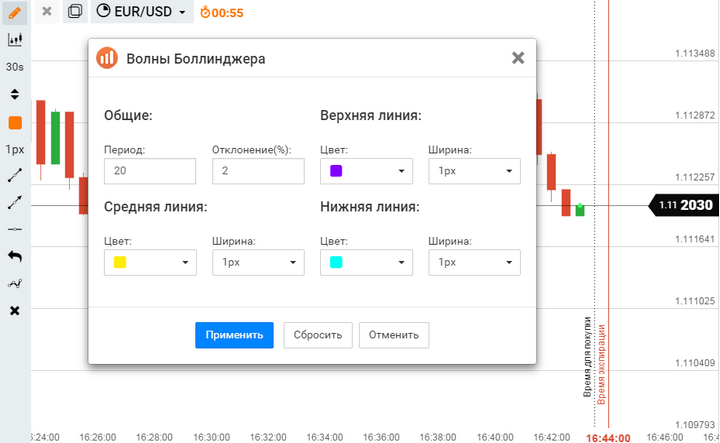 EUR/USD
00:55
30s
1px
Волны Боллинджера
Общие:
Верхняя линия:
Период:
Отклонение(%):
Цвет:
Ширина:
20
2
1px
Средняя линия:
Нижняя линия:
Цвет:
Ширина:
Цвет:
Ширина:
1px
1px
Применить
Сбросить
Отменить
1.113488
1.112872
1.112257
1.11 2030
1.111641
1.111025
1.110409
1.109793
Время для покупки
Время экспирации
16:24:00
16:26:00
16:28:00
16:30:00
16:32:00
16:34:00
16:36:00
16:38:00
16:40:00
16:42:00
16:44:00
16:46:00